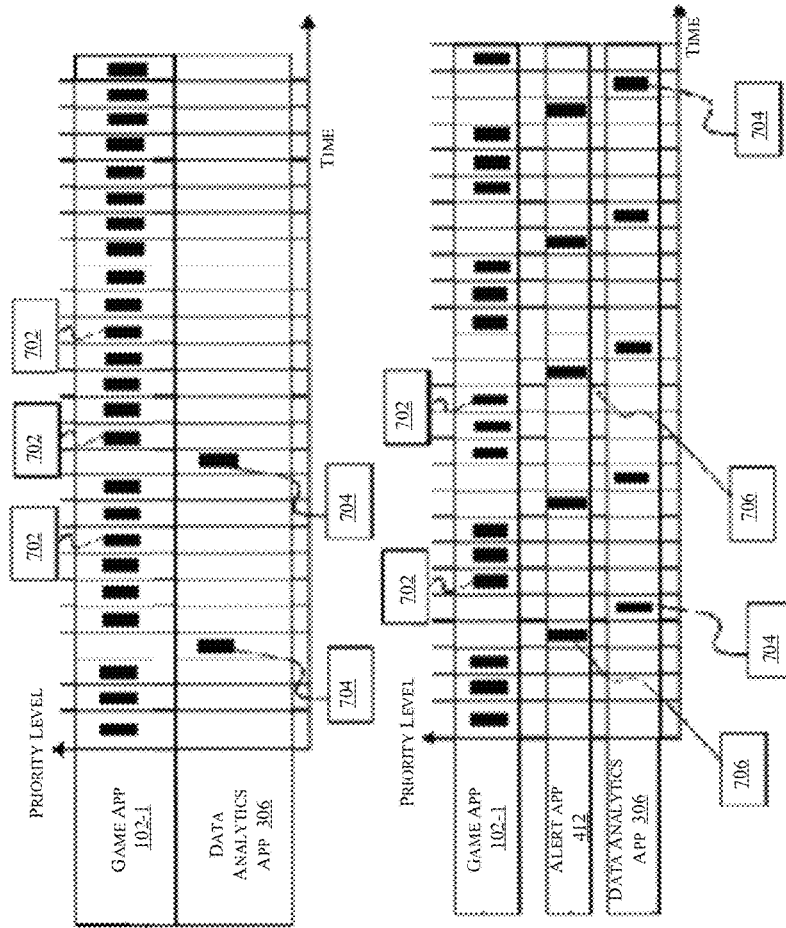 PRIORITY LEVEL
702
702
702
GAME APP
102-1
DATA
ANALYTICS
APP 306
704
704
TIME
PRIORITY LEVEL
702
702
GAME APP
102-1
ALERT APP
412
DATA ANALYTICS
APP 306
706
704
706
704
TIME